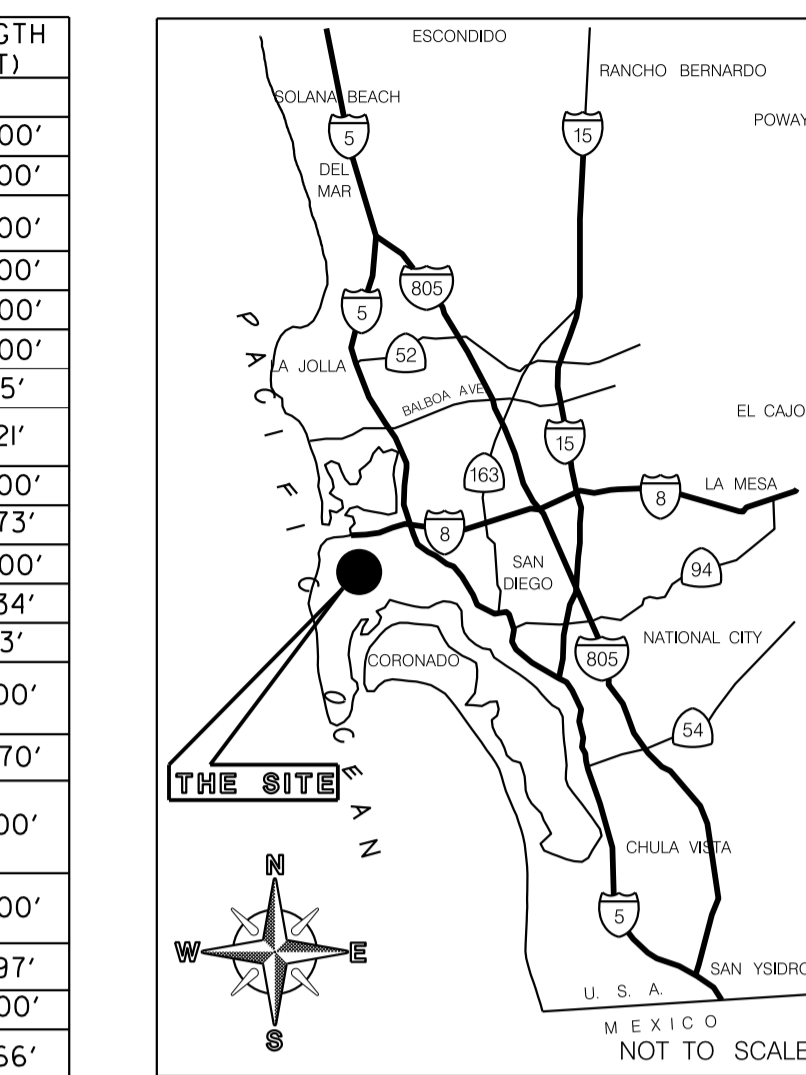 GTH
T)
00'
00'
00'
00'
00'
00'
5'
21'
00'
73'
00'
34'
3'
00'
70'
00'
00'
97'
00'
56'
ESCONDIDO
RANCHO BERNARDO
SOLANA BEACH
POWAY
5
15
DEL
MAR
805
5
PACIFIC OCEAN
52
LA JOLLA
BALBOA AVE
EL CAJO
15
163
LA MESA
8
8
SAN
DIEGO
94
NATIONAL CITY
CORONADO
805
54
THE SITE
CHULA VISTA
N
W
E
S
5
SAN YSIDRO
U. S. A.
MEXICO
NOT TO SCALE